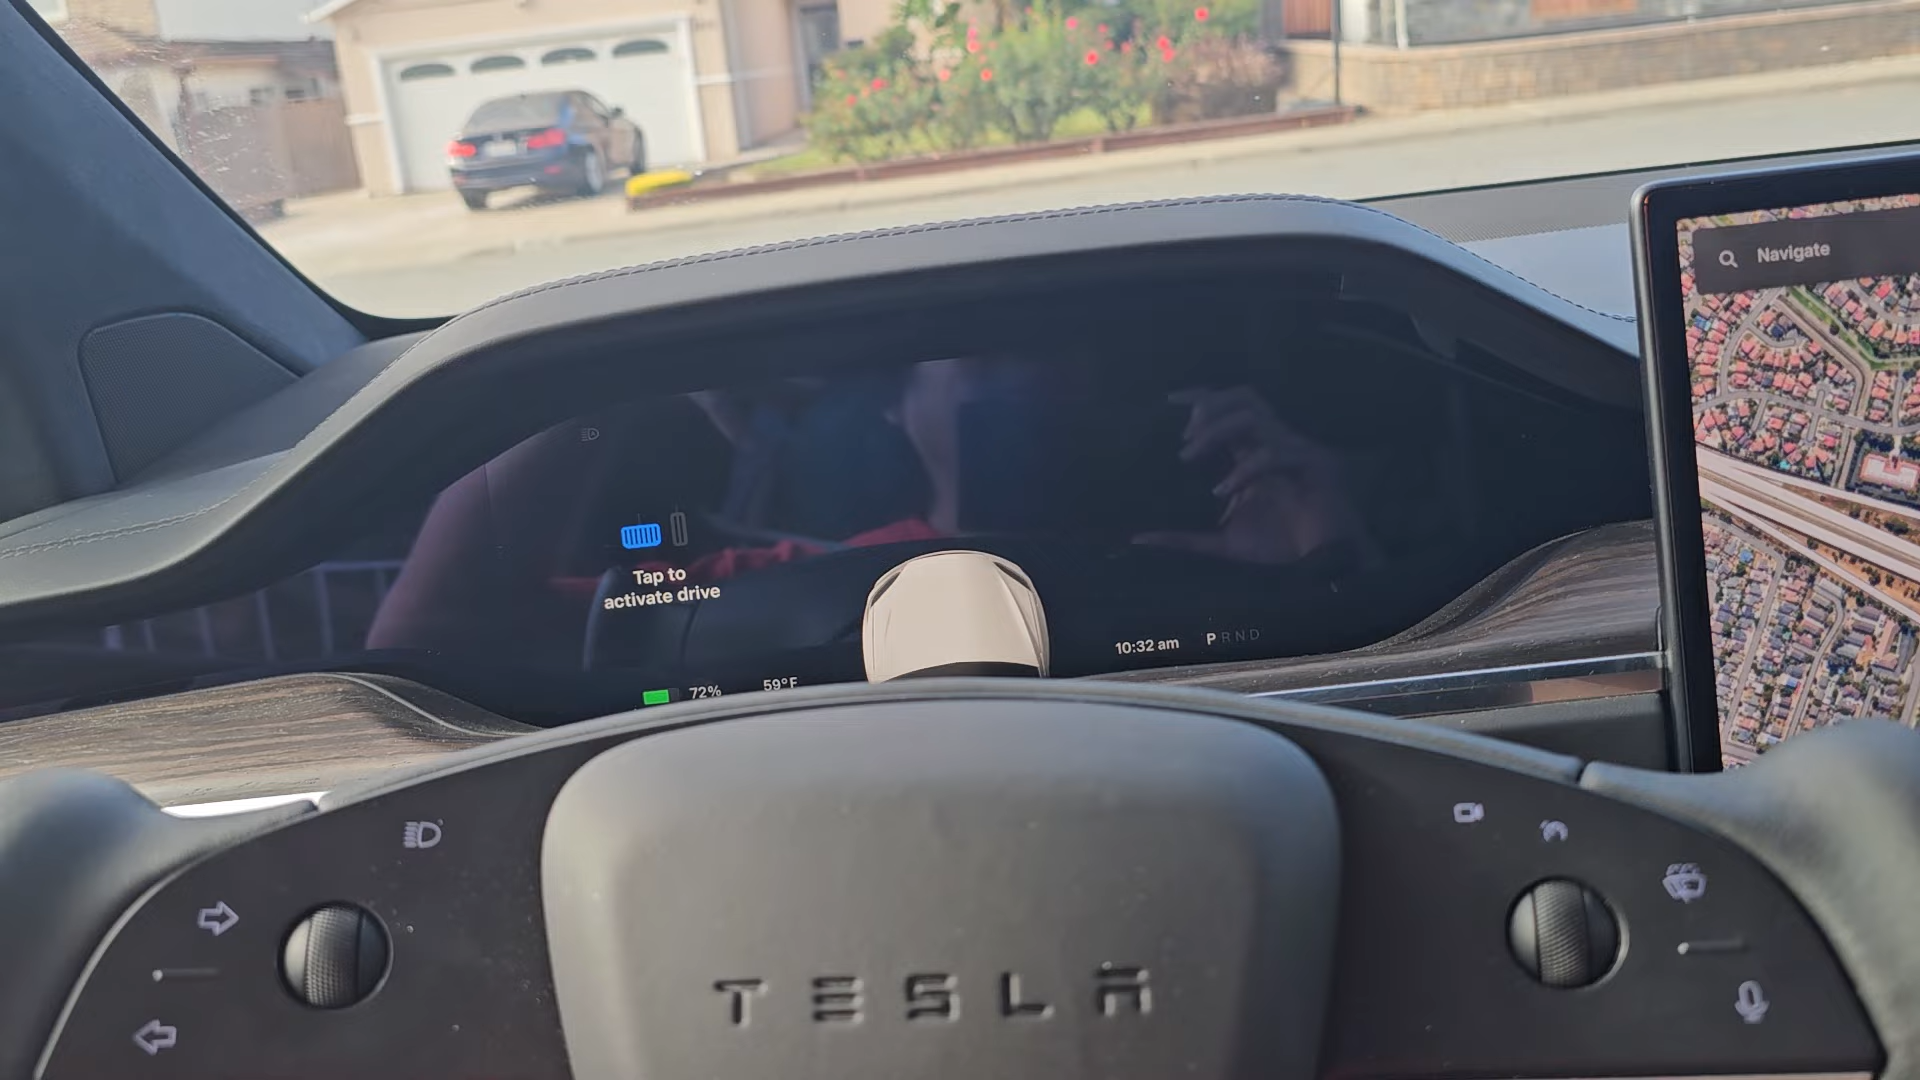 Navigate
Tap to
activate drive
10:32 am
P R N D
72%
59°F
TESLA